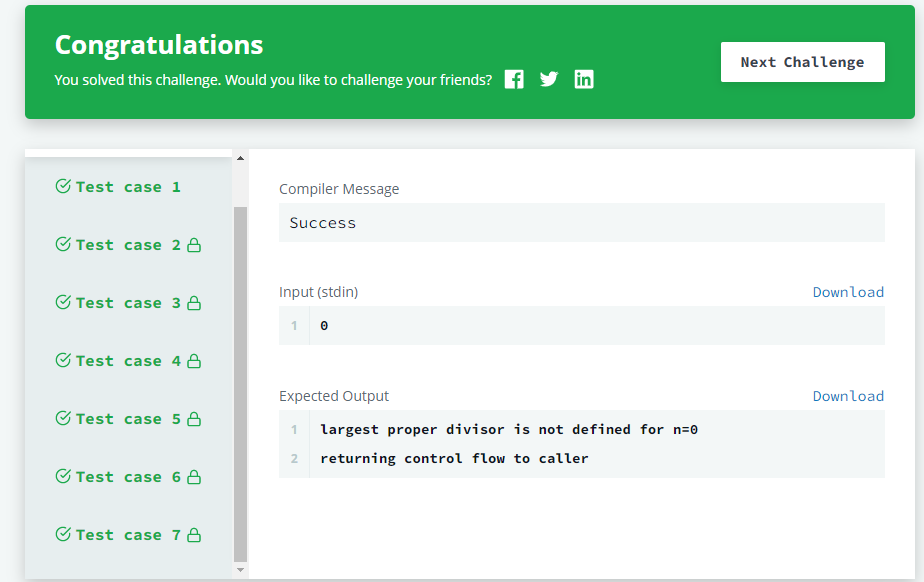 Congratulations
You solved this challenge. Would you like to challenge your friends?
Next Challenge
Test case 1
Test case 2
Test case 3
Test case 4
Test case 5
Test case 6
Test case 7
Compiler Message
Success
Input (stdin)
Download
1 0
Expected Output
Download
1 largest proper divisor is not defined for n=0
2 returning control flow to caller